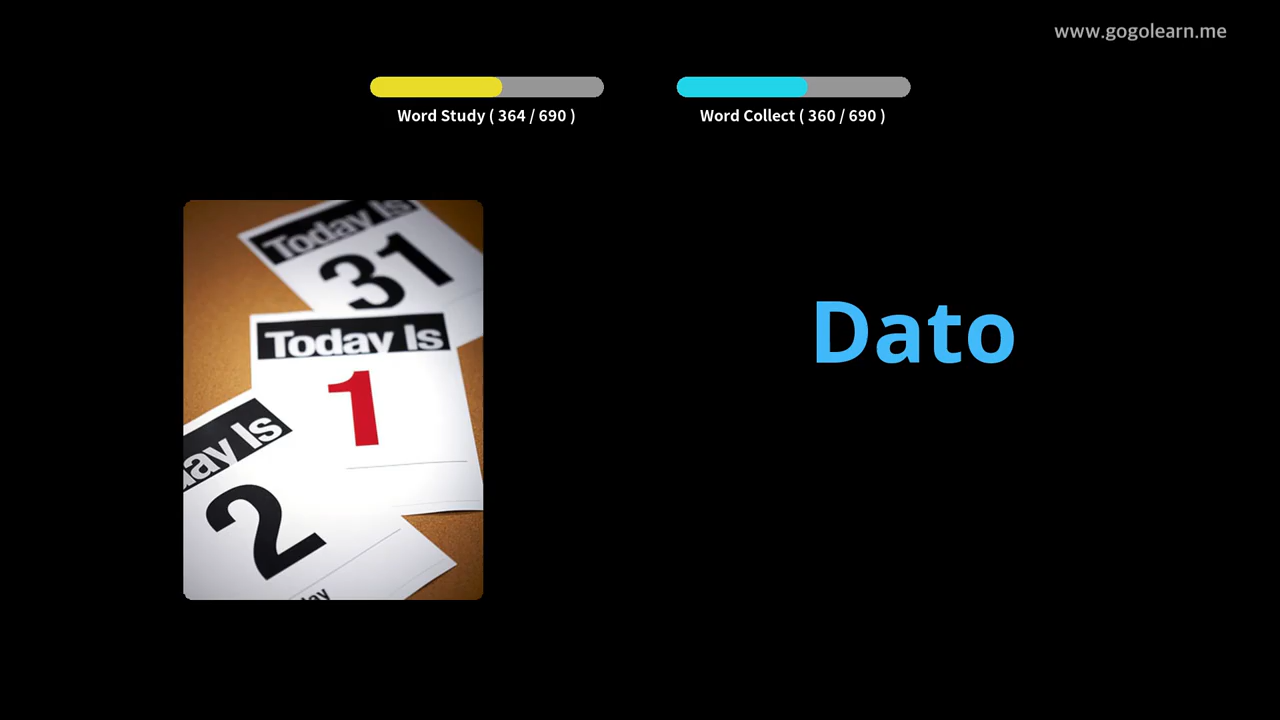 www.gogolearn.me
Word Study ( 364 / 690 )
Word Collect ( 360 / 690 )
Today Is
31
Today Is
1
ay Is
2
Dato